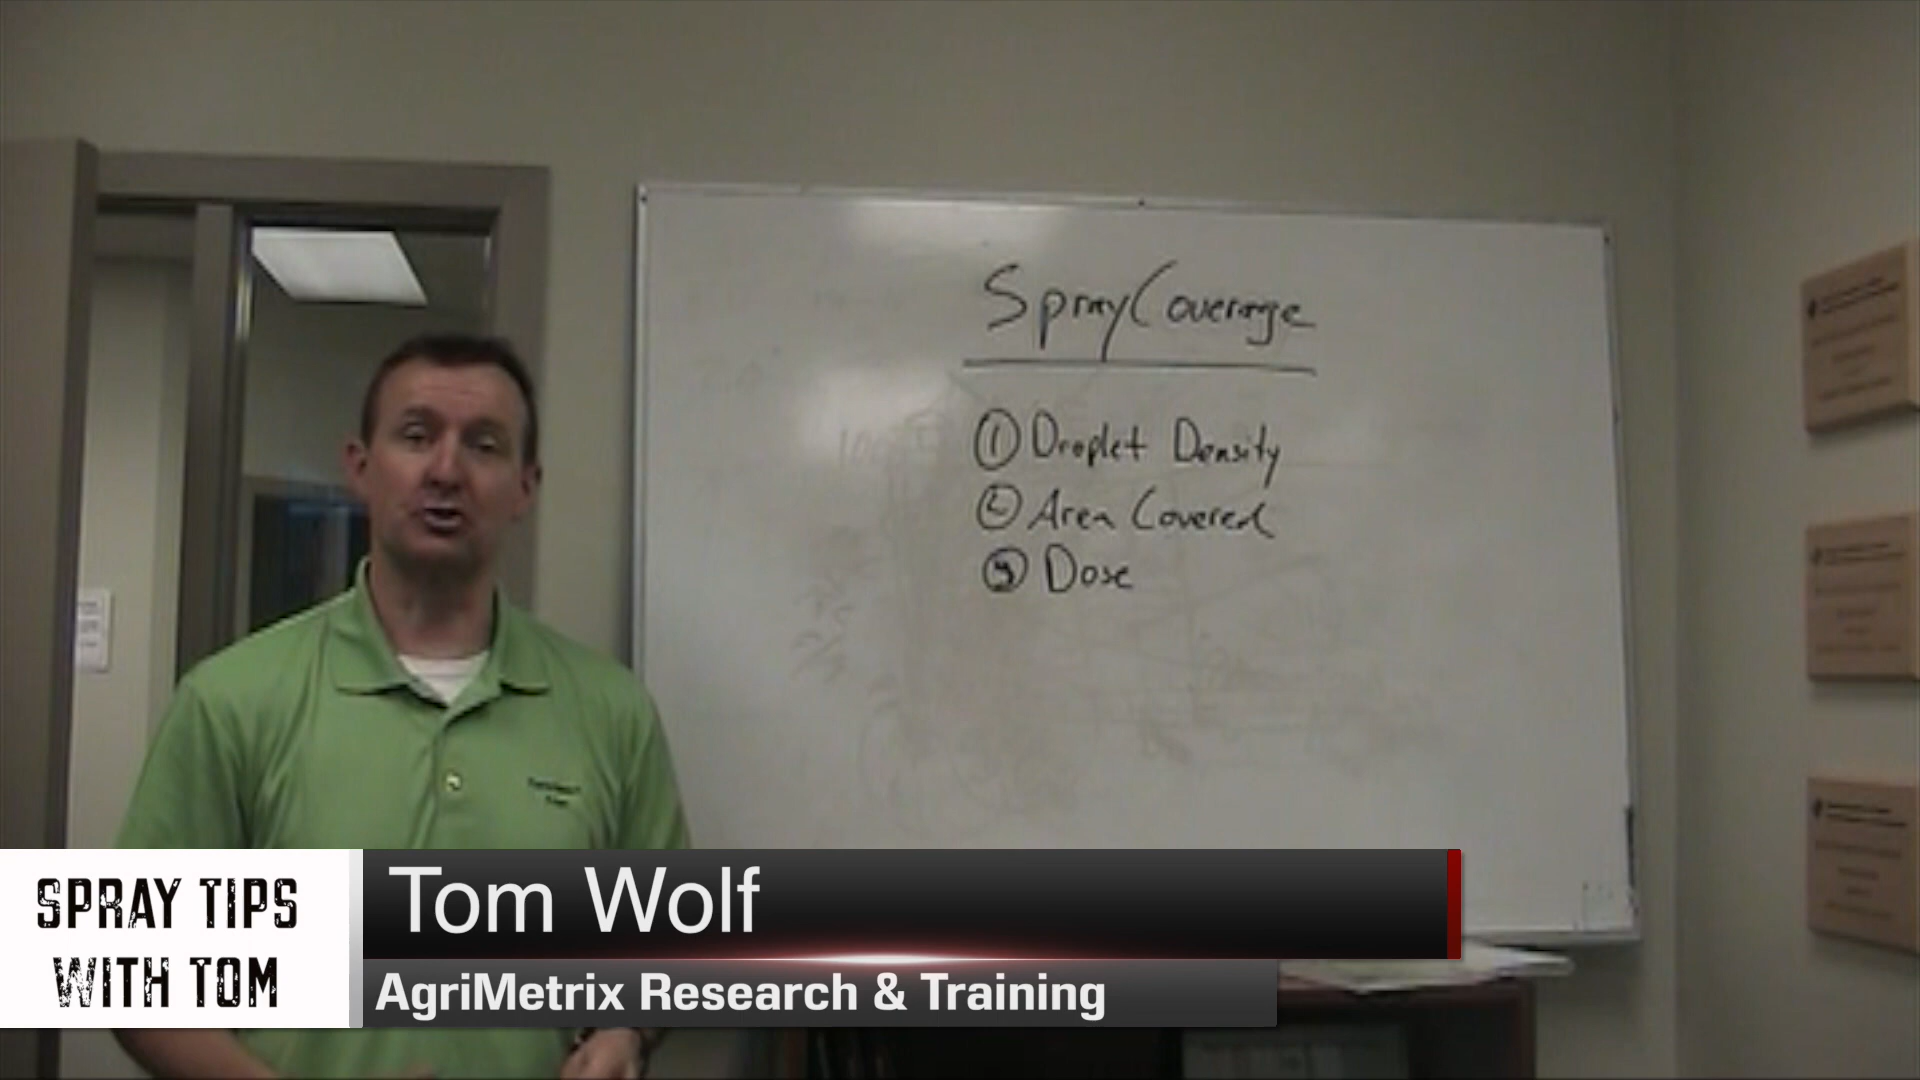 Spray Coverage
① Droplet Density
② Area Covered
③ Dose
SPRAY TIPS
WITH TOM
Tom Wolf
AgriMetrix Research & Training